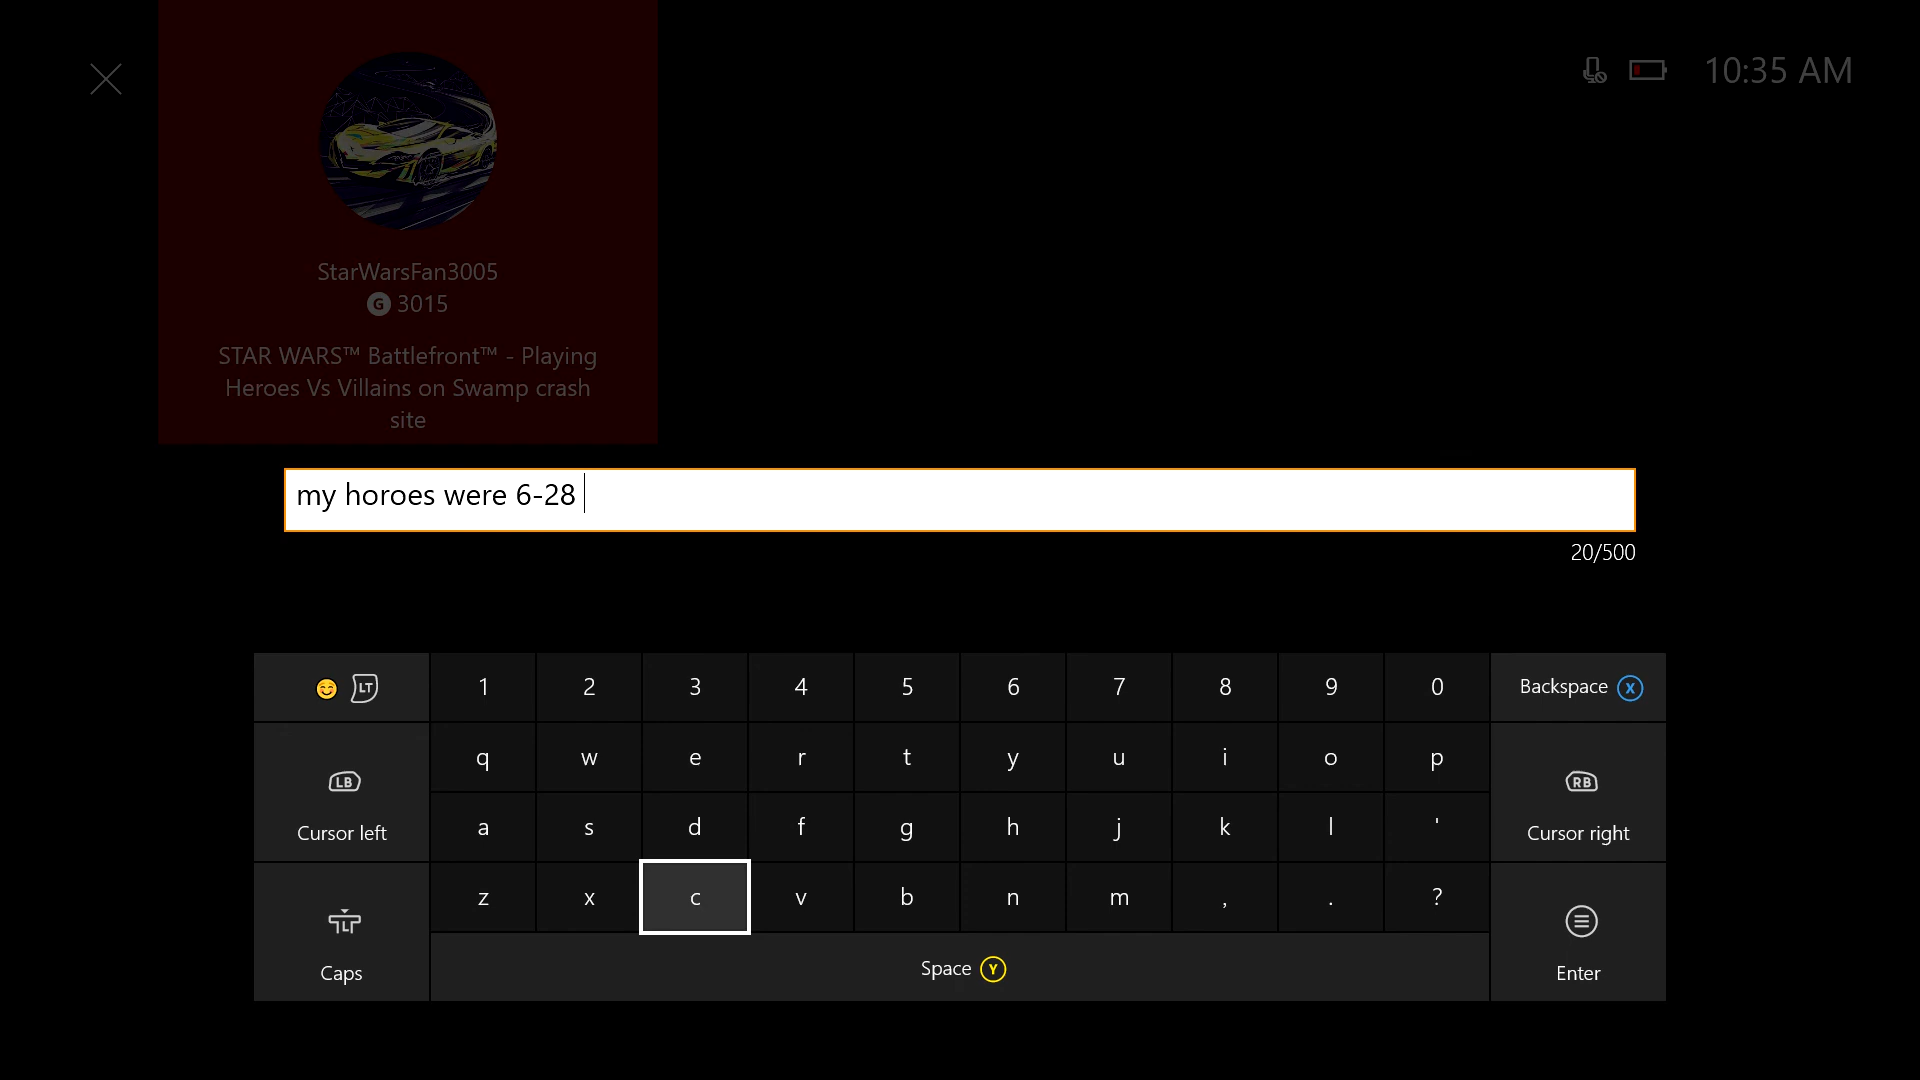 10:35 AM
StarWarsFan3005
G 3015
STAR WARS™ Battlefront™ - Playing
Heroes Vs Villains on Swamp crash
site
my horoes were 6-28
20/500
LT 1 2 3 4 5 6 7 8 9 0 Backspace X
q w e r t y u i o p
LB RB
Cursor left a s d f g h j k l ' Cursor right
z x c v b n m , . ?
Caps Space Y Enter